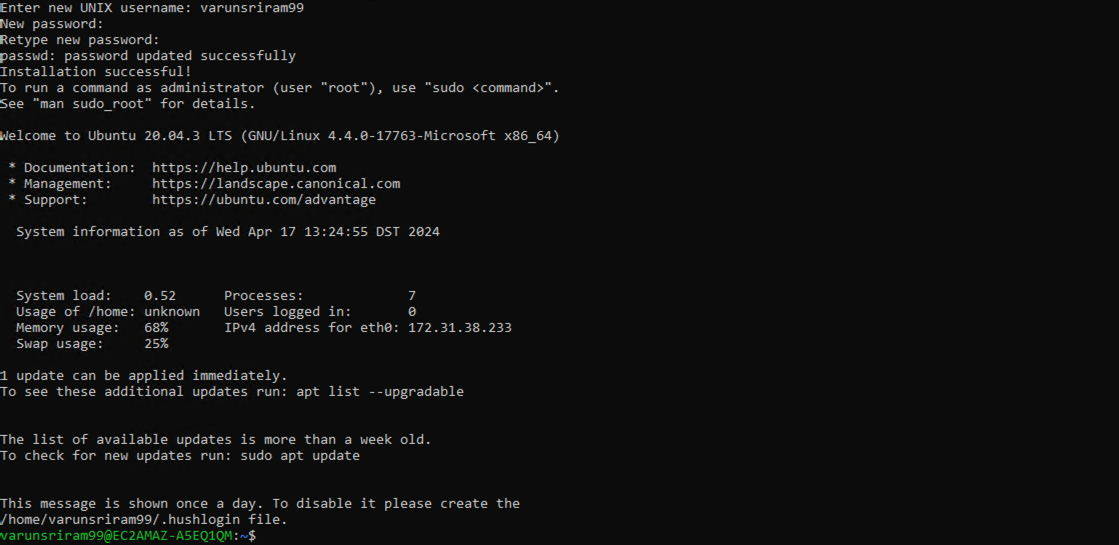 Enter new UNIX username: varunsriram99
New password:
Retype new password:
passwd: password updated successfully
Installation successful!
To run a command as administrator (user "root"), use "sudo <command>".
See "man sudo_root" for details.
Welcome to Ubuntu 20.04.3 LTS (GNU/Linux 4.4.0-17763-Microsoft x86_64)
* Documentation: https://help.ubuntu.com
* Management: https://landscape.canonical.com
* Support: https://ubuntu.com/advantage
System information as of Wed Apr 17 13:24:55 DST 2024
System load: 0.52 Processes: 7
Usage of /home: unknown Users logged in: 0
Memory usage: 68% IPv4 address for eth0: 172.31.38.233
Swap usage: 25%
1 update can be applied immediately.
To see these additional updates run: apt list --upgradable
The list of available updates is more than a week old.
To check for new updates run: sudo apt update
This message is shown once a day. To disable it please create the
/home/varunsriram99/.hushlogin file.
varunsriram99@EC2AMAZ-A5EQ1QM:~$